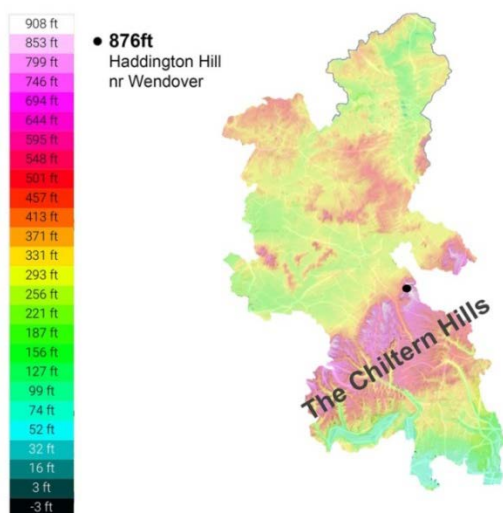 908 ft
853 ft
799 ft
746 ft
694 ft
644 ft
595 ft
548 ft
501 ft
457 ft
413 ft
371 ft
331 ft
293 ft
256 ft
221 ft
187 ft
156 ft
127 ft
99 ft
74 ft
52 ft
32 ft
16 ft
3 ft
-3 ft
• 876ft
Haddington Hill
nr Wendover
The Chiltern Hills